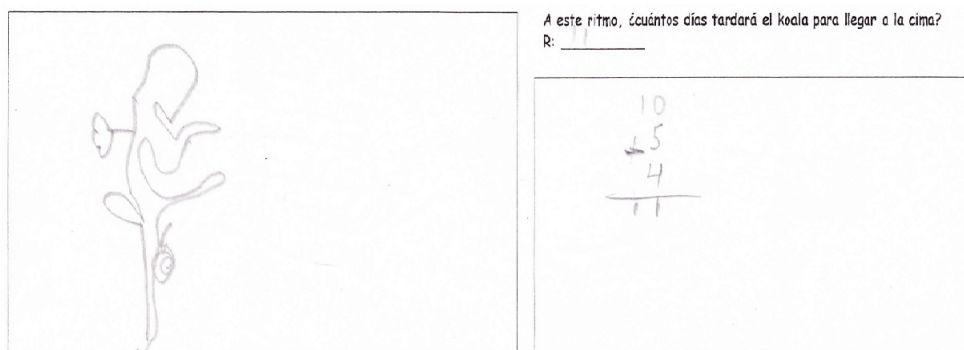 A este ritmo, ¿cuántos días tardará el koala para llegar a la cima?
R: 11
10
+ 5
4
11